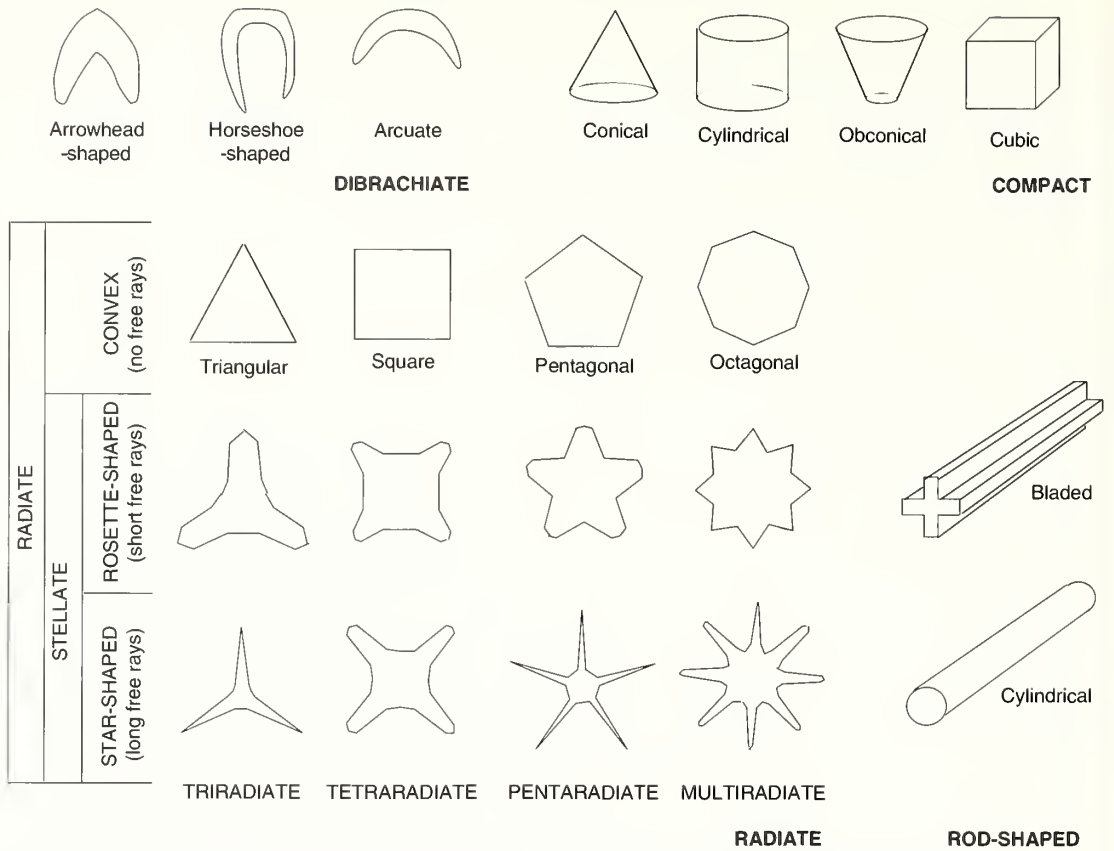 Arrowhead
-shaped
Horseshoe
-shaped
Arcuate
DIBRACHIATE
Conical
Cylindrical
Obconical
Cubic
COMPACT
RADIATE
CONVEX
(no free rays)
Triangular
Square
Pentagonal
Octagonal
STELLATE
ROSETTE-SHAPED
(short free rays)
Bladed
STAR-SHAPED
(long free rays)
Cylindrical
TRIRADIATE
TETRARADIATE
PENTARADIATE
MULTIRADIATE
RADIATE
ROD-SHAPED